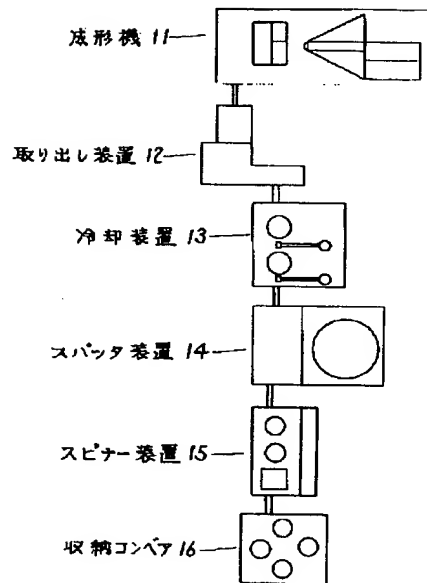 成形機 11
取り出し装置 12
冷却装置 13
スパッタ装置 14
スピナー装置 15
収納コンベア 16